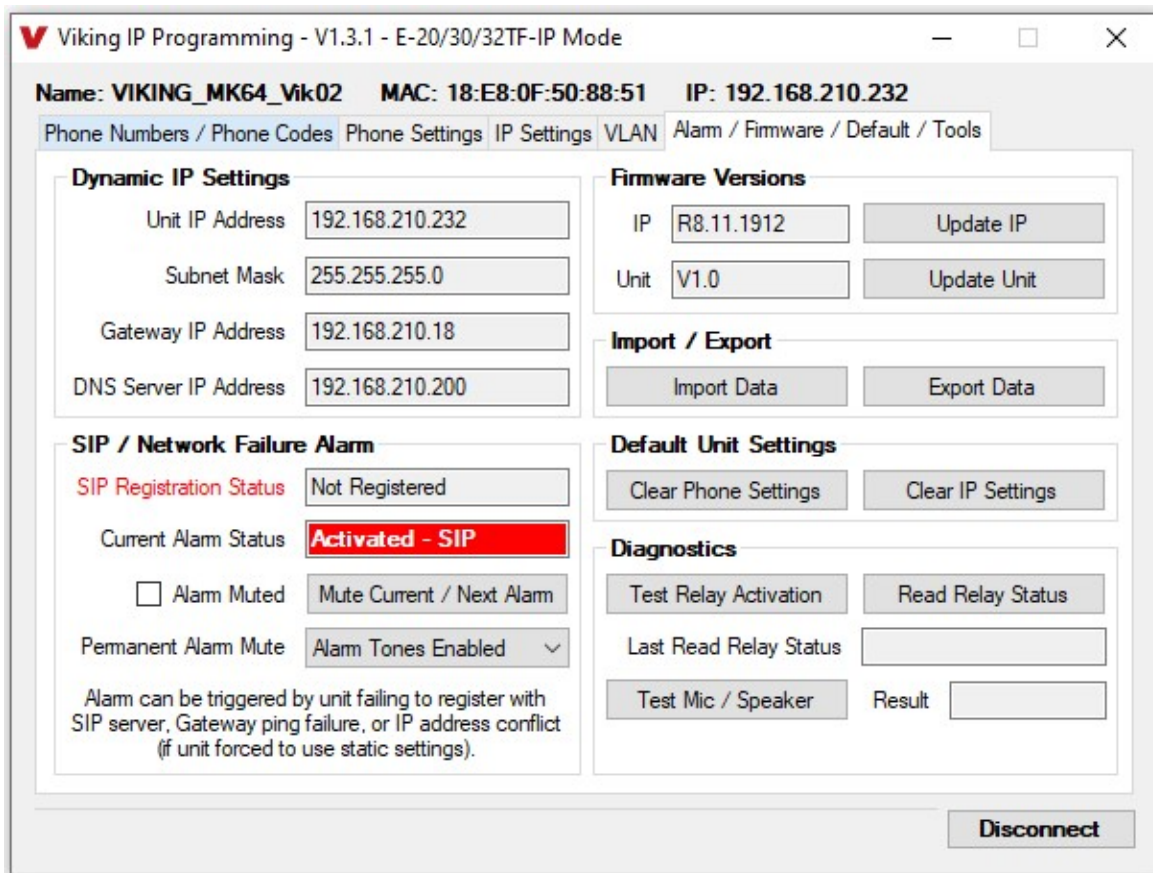 Viking IP Programming - V1.3.1 - E-20/30/32TF-IP Mode
Name: VIKING_MK64_Vik02 MAC: 18:E8:0F:50:88:51 IP: 192.168.210.232
Phone Numbers / Phone Codes Phone Settings IP Settings VLAN Alarm / Firmware / Default / Tools
Dynamic IP Settings
Unit IP Address 192.168.210.232
Subnet Mask 255.255.255.0
Gateway IP Address 192.168.210.18
DNS Server IP Address 192.168.210.200
SIP / Network Failure Alarm
SIP Registration Status Not Registered
Current Alarm Status Activated - SIP
Alarm Muted Mute Current / Next Alarm
Permanent Alarm Mute Alarm Tones Enabled
Alarm can be triggered by unit failing to register with
SIP server, Gateway ping failure, or IP address conflict
(if unit forced to use static settings).
Firmware Versions
IP R8.11.1912 Update IP
Unit V1.0 Update Unit
Import / Export
Import Data Export Data
Default Unit Settings
Clear Phone Settings Clear IP Settings
Diagnostics
Test Relay Activation Read Relay Status
Last Read Relay Status
Test Mic / Speaker Result
Disconnect